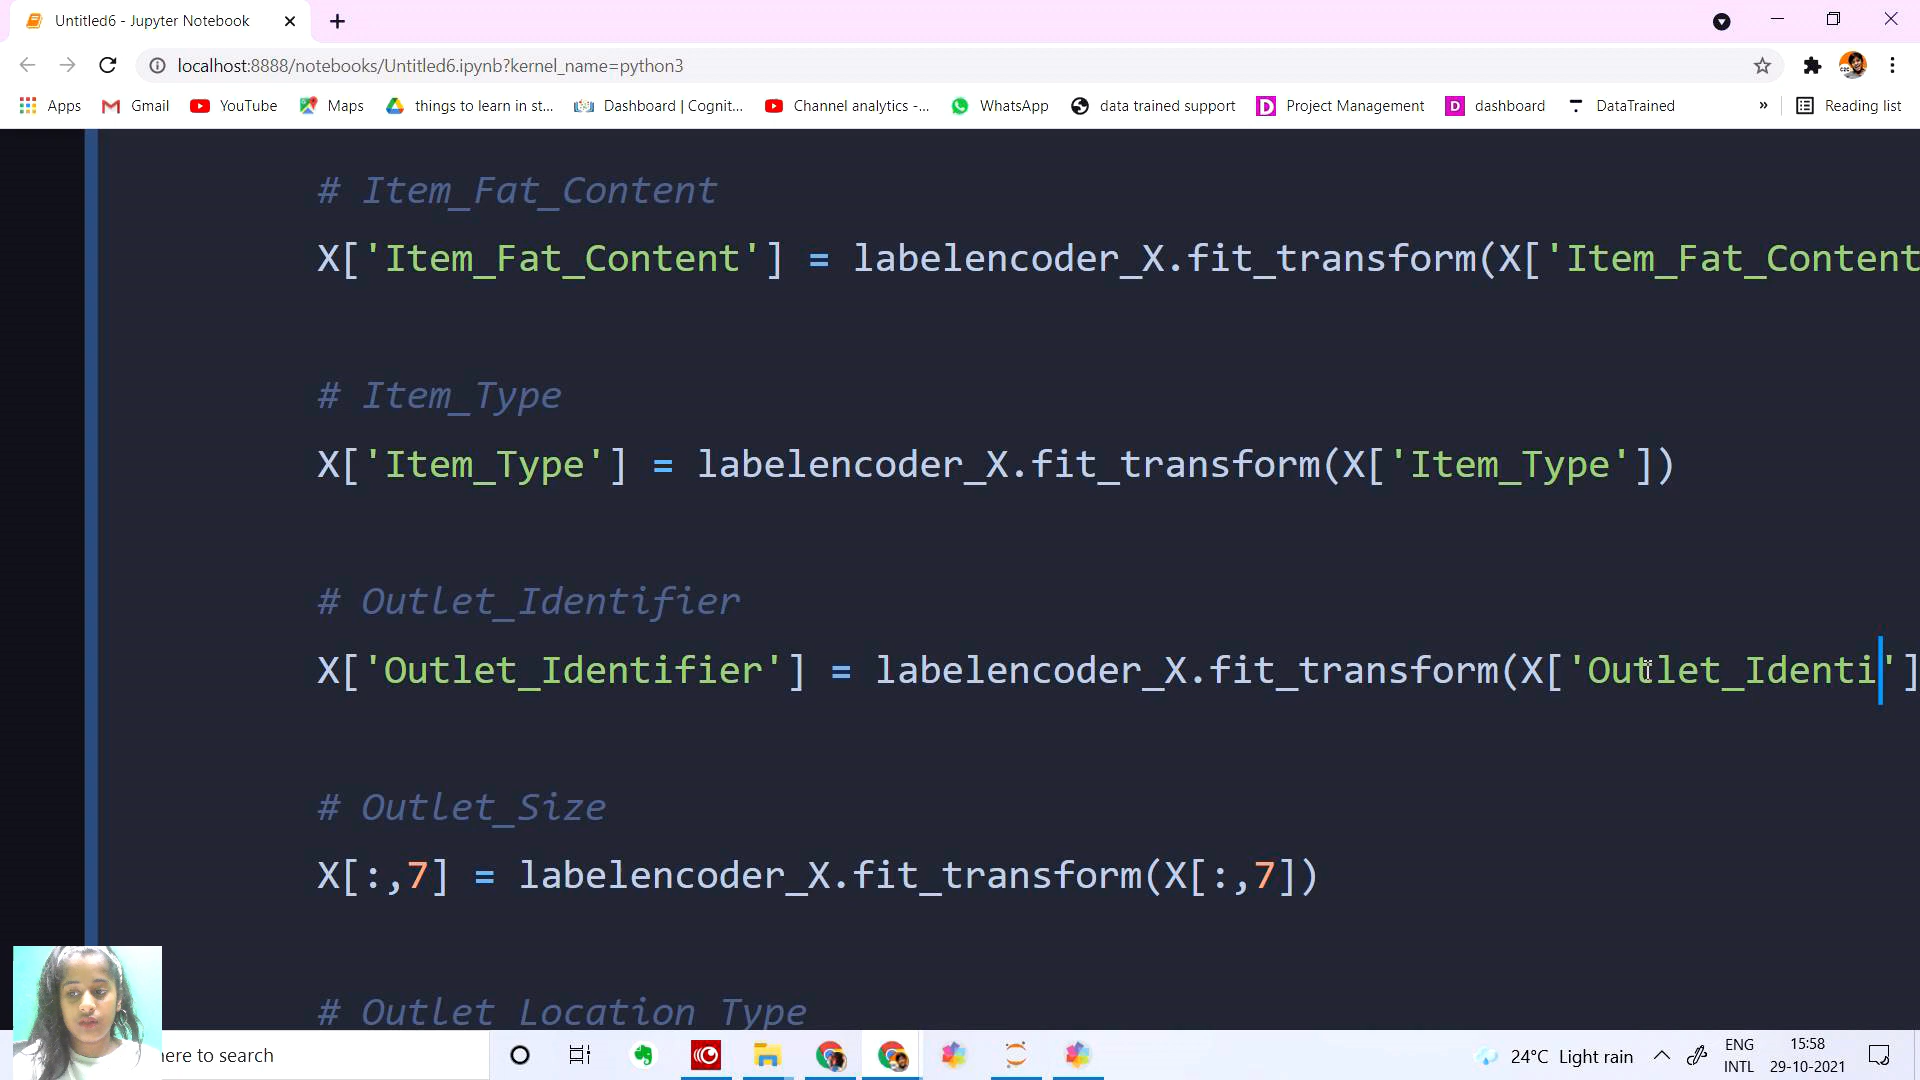 Untitled6 - Jupyter Notebook
localhost:8888/notebooks/Untitled6.ipynb?kernel_name=python3
Apps Gmail YouTube Maps things to learn in st... Dashboard | Cognit... Channel analytics -... WhatsApp data trained support Project Management dashboard DataTrained » Reading list
# Item_Fat_Content
X['Item_Fat_Content'] = labelencoder_X.fit_transform(X['Item_Fat_Content
# Item_Type
X['Item_Type'] = labelencoder_X.fit_transform(X['Item_Type'])
# Outlet_Identifier
X['Outlet_Identifier'] = labelencoder_X.fit_transform(X['Outlet_Identi']
# Outlet_Size
X[:,7] = labelencoder_X.fit_transform(X[:,7])
# Outlet_Location_Type
here to search
24°C Light rain
ENG
INTL
15:58
29-10-2021